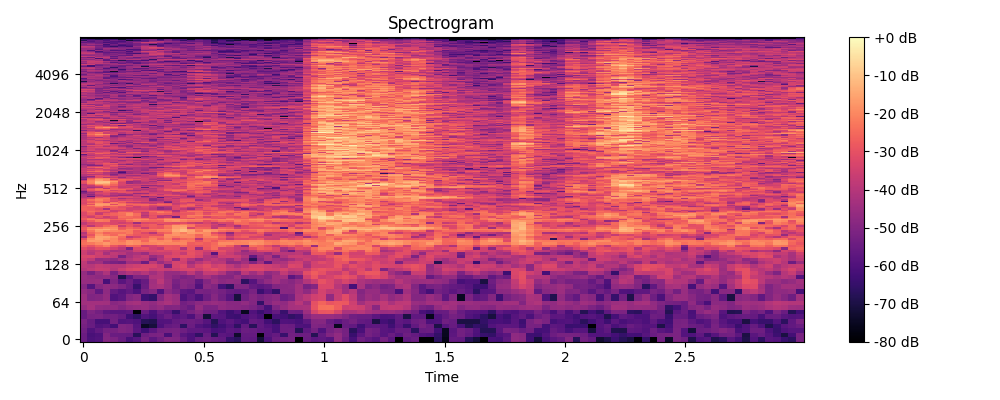 Spectrogram
Hz
4096
2048
1024
512
256
128
64
0
0
0.5
1
1.5
2
2.5
Time
+0 dB
-10 dB
-20 dB
-30 dB
-40 dB
-50 dB
-60 dB
-70 dB
-80 dB